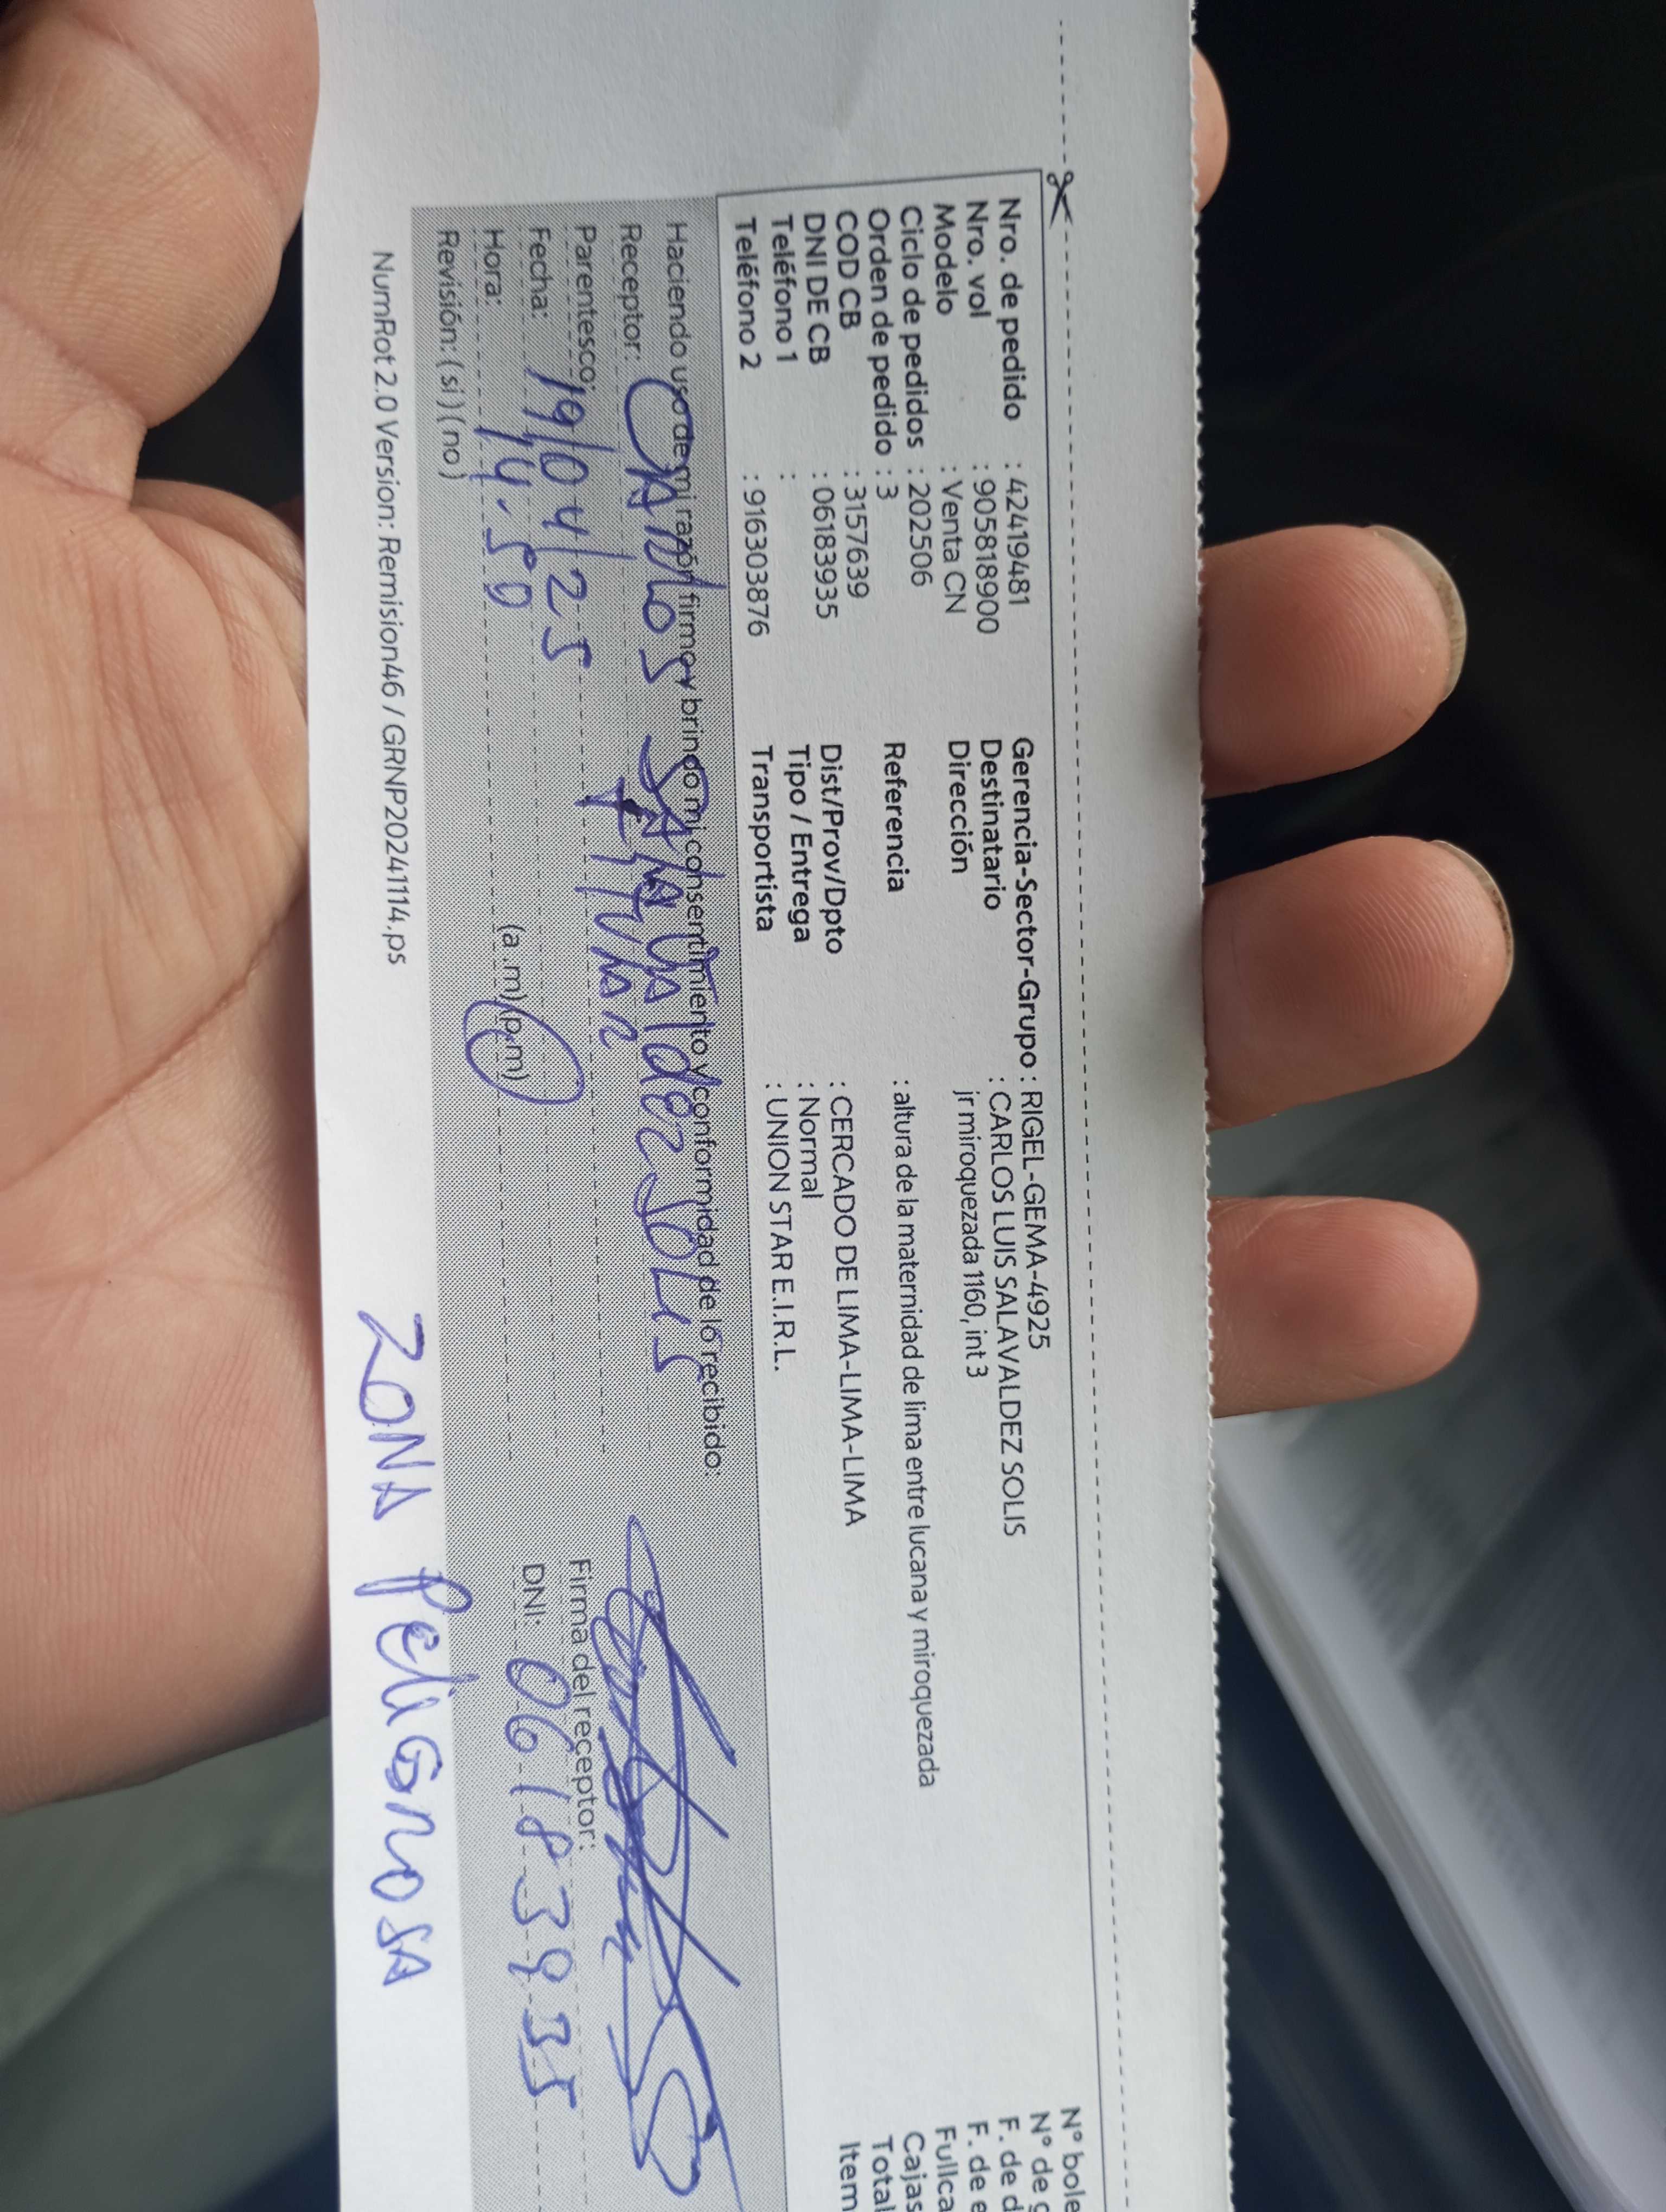 Nro. de pedido : 42419481
Nro. vol : 905818900
Modelo : Venta CN
Ciclo de pedidos : 202506
Orden de pedido : 3
COD CB : 3157639
DNI DE CB : 06183935
Teléfono 1 :
Teléfono 2 : 916303876
Gerencia-Sector-Grupo : RIGEL-GEMA-4925
Destinatario : CARLOS LUIS SALAVALDEZ SOLIS
Dirección jr miroquezada 1160, int 3
Referencia : altura de la maternidad de lima entre lucana y miroquezada
Dist/Prov/Dpto : CERCADO DE LIMA-LIMA-LIMA
Tipo / Entrega : Normal
Transportista : UNION STAR E.I.R.L.
Nº bole
Nº de
F. de d
F. de e
Fullca
Cajas
Total
Item
Haciendo uso de mi razón firmo y brindo mi consentimiento y conformidad de lo recibido:
Receptor: CARlos SALAVAldez SOLIS
Parentesco: TITULAR
Fecha: 19/04/25
Hora: 14.50 (a .m) (p. m)
Revisión: ( si ) ( no )
Firma del receptor:
DNI: 06183935
NumRot 2.0 Version: Remision46 / GRNP20241114.ps
ZONA PeliGrosA